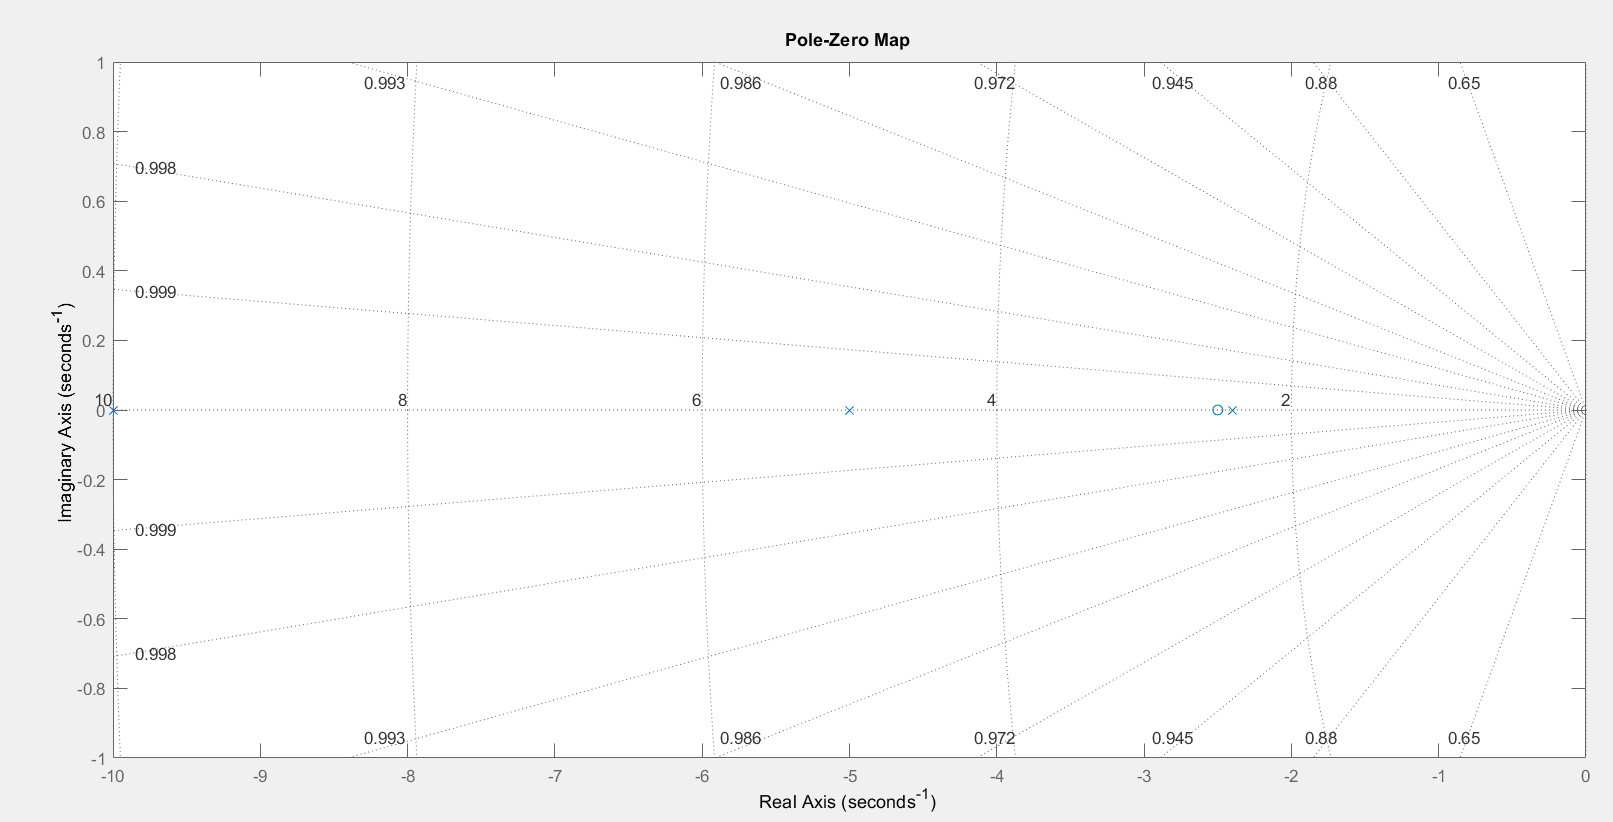 Pole-Zero Map
1
0.993 0.986 0.972 0.945 0.88 0.65
0.8
0.998
0.6
0.4
0.999
0.2
10 8 6 4 2
0
-0.2
0.999
-0.4
-0.6
0.998
-0.8
0.993 0.986 0.972 0.945 0.88 0.65
-1
-10 -9 -8 -7 -6 -5 -4 -3 -2 -1 0
Imaginary Axis (seconds⁻¹)
Real Axis (seconds⁻¹)